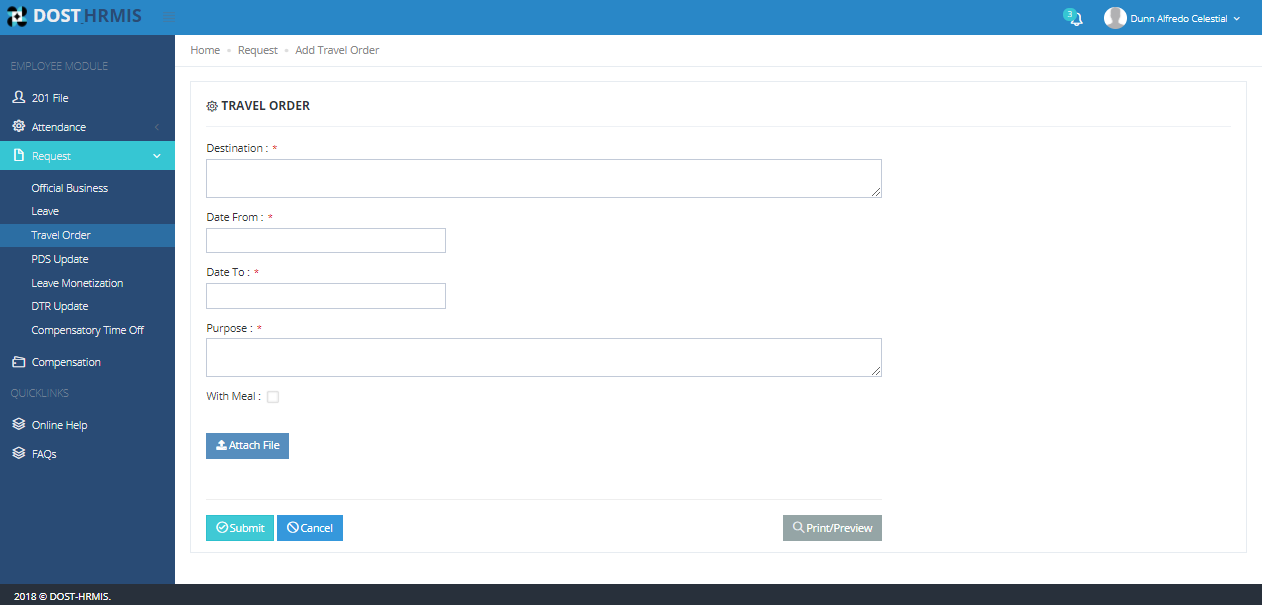 DOST_HRMIS
3
Dunn Alfredo Celestial
Home • Request • Add Travel Order
EMPLOYEE MODULE
201 File
Attendance
Request
Official Business
Leave
Travel Order
PDS Update
Leave Monetization
DTR Update
Compensatory Time Off
Compensation
QUICKLINKS
Online Help
FAQs
TRAVEL ORDER
Destination : *
Date From : *
Date To : *
Purpose : *
With Meal :
Attach File
Submit Cancel Print/Preview
2018 © DOST-HRMIS.